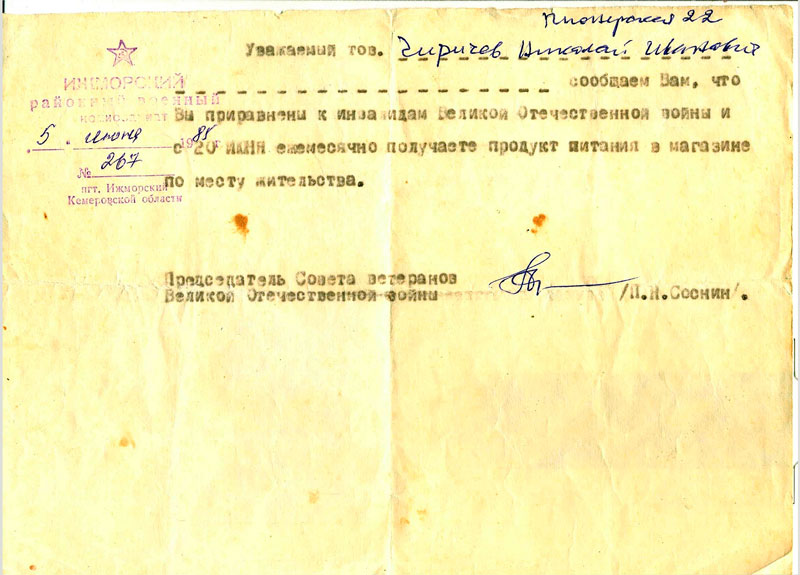 Пионерская 22
Уважаемый тов. Чиричев Николай Иванович
сообщаем Вам, что
Вы приравнены к инвалидам Великой Отечественной войны и
с 20 ИЮНЯ ежемесячно получаете продукт питания в магазине
по месту жительства.
ИЖМОРСКИЙ
районный военный
комиссариат
5 июня 1985 г.
№ 267
пгт. Ижморский
Кемеровской области
Председатель Совета ветеранов
Великой Отечественной войны /П.Н.Соснин/.